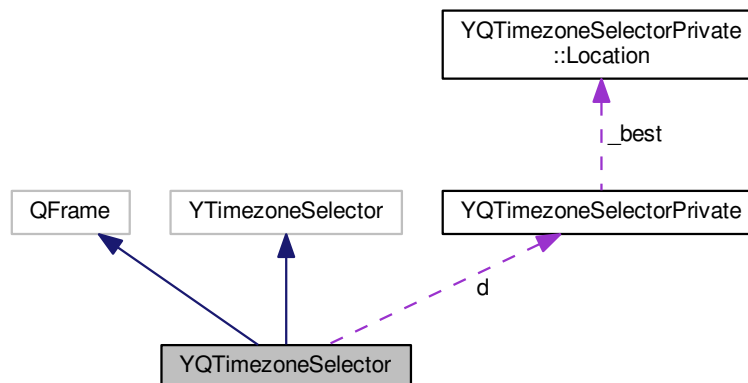 YQTimezoneSelectorPrivate
::Location
_best
QFrame
YTimezoneSelector
YQTimezoneSelectorPrivate
d
YQTimezoneSelector